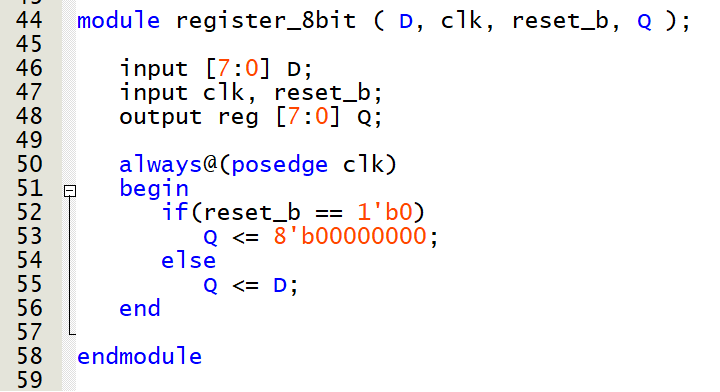 44 module register_8bit ( D, clk, reset_b, Q );
45
46 input [7:0] D;
47 input clk, reset_b;
48 output reg [7:0] Q;
49
50 always@(posedge clk)
51 begin
52 if(reset_b == 1'b0)
53 Q <= 8'b00000000;
54 else
55 Q <= D;
56 end
57
58 endmodule
59